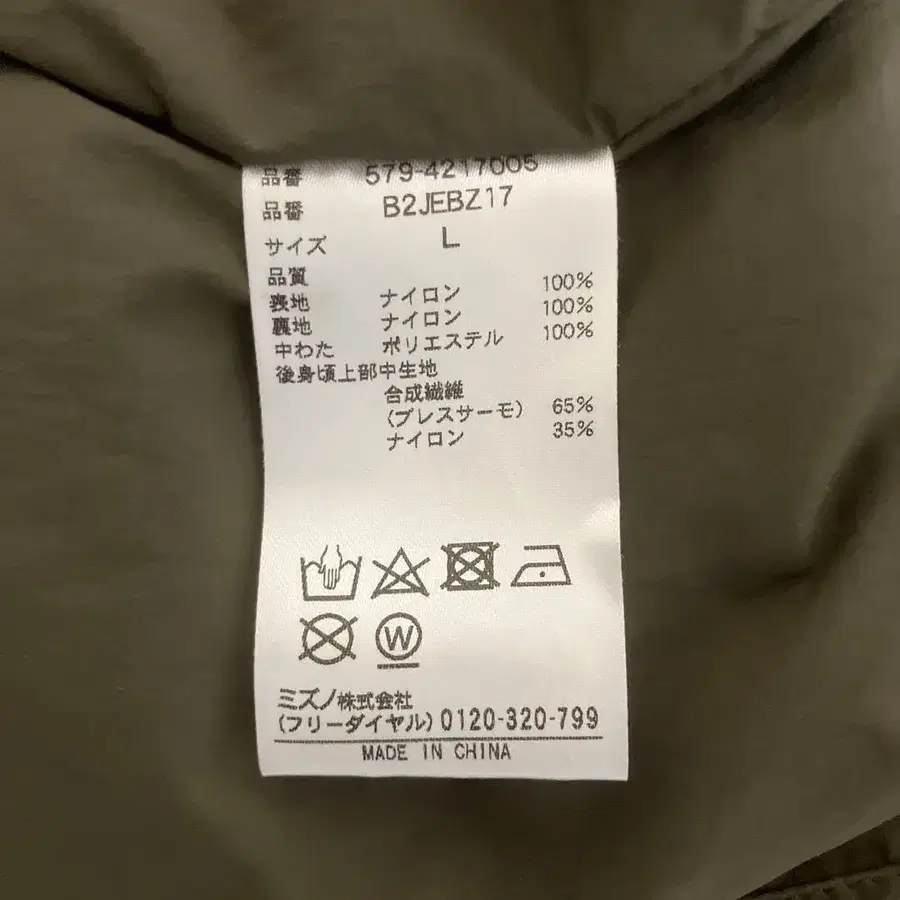 品番 579-4217005
品番 B2JEBZ17
サイズ L
品質
表地 ナイロン 100%
裏地 ナイロン 100%
中わた ポリエステル 100%
後身頃上部中生地
合成繊維
(ブレスサーモ) 65%
ナイロン 35%
W
ミズノ株式会社
(フリーダイヤル) 0120-320-799
MADE IN CHINA